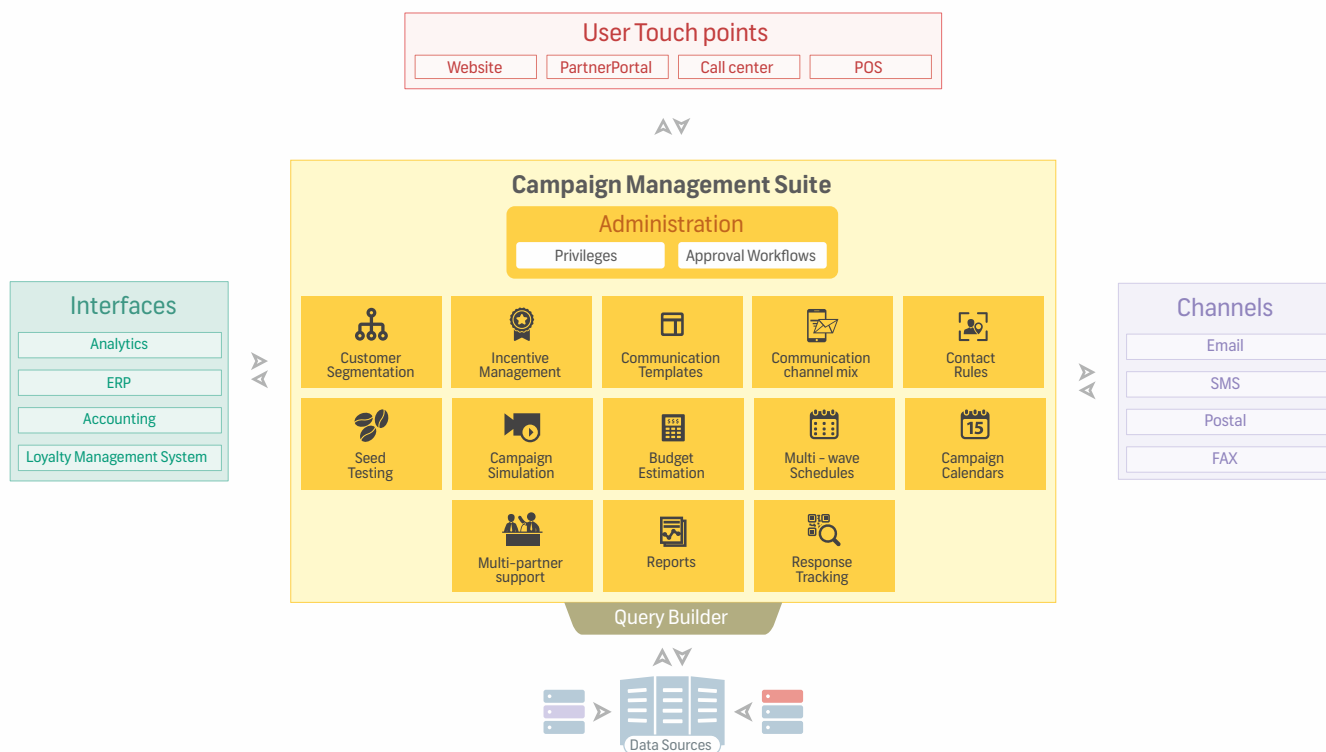 User Touch points
Website
PartnerPortal
Call center
POS
Campaign Management Suite
Administration
Privileges
Approval Workflows
Interfaces
Analytics
ERP
Accounting
Loyalty Management System
Customer
Segmentation
Incentive
Management
Communication
Templates
Communication
channel mix
Contact
Rules
Seed
Testing
Campaign
Simulation
$$$
Budget
Estimation
Multi - wave
Schedules
15
Campaign
Calendars
Multi-partner
support
Reports
Response
Tracking
Channels
Email
SMS
Postal
FAX
Query Builder
Data Sources